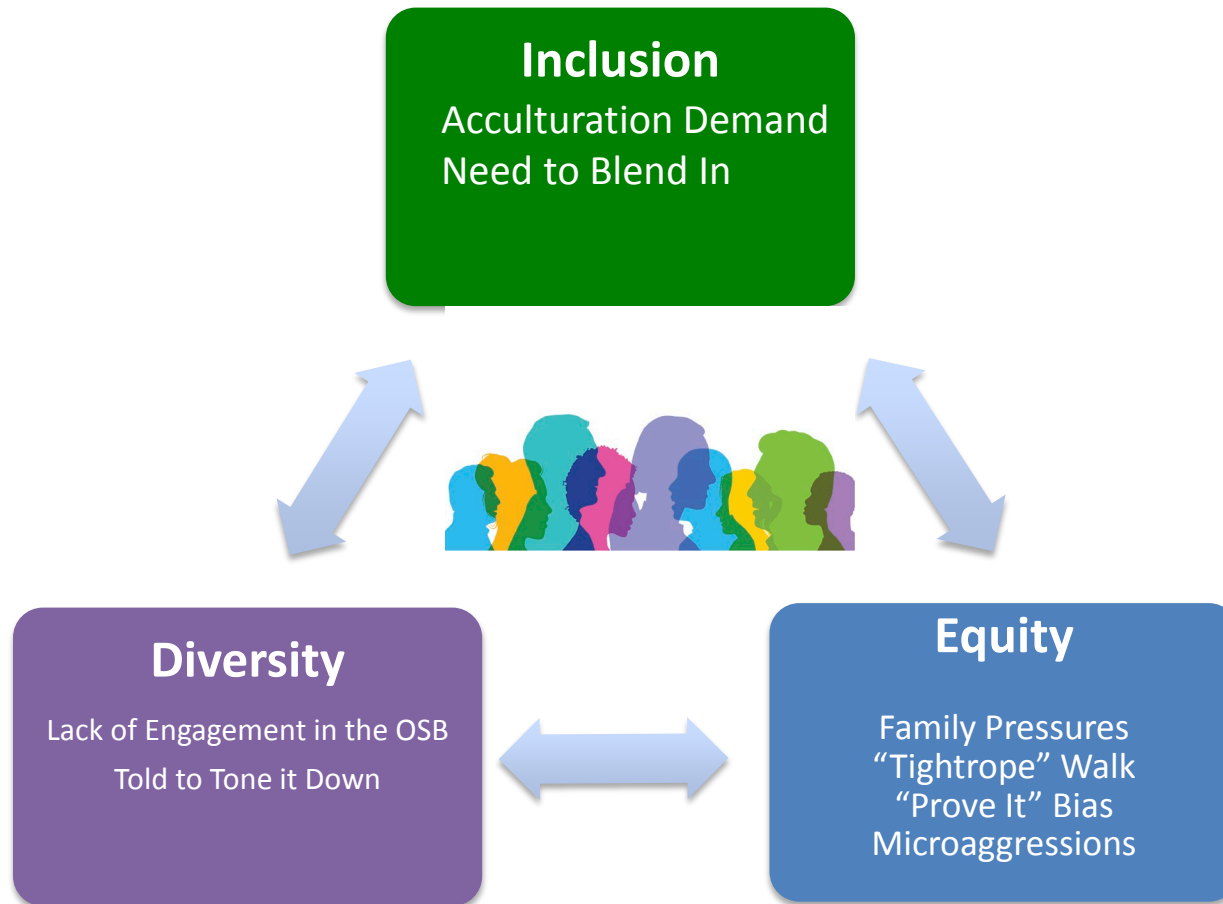 Inclusion
Acculturation Demand
Need to Blend In
Diversity
Lack of Engagement in the OSB
Told to Tone it Down
Equity
Family Pressures
“Tightrope” Walk
“Prove It” Bias
Microaggressions